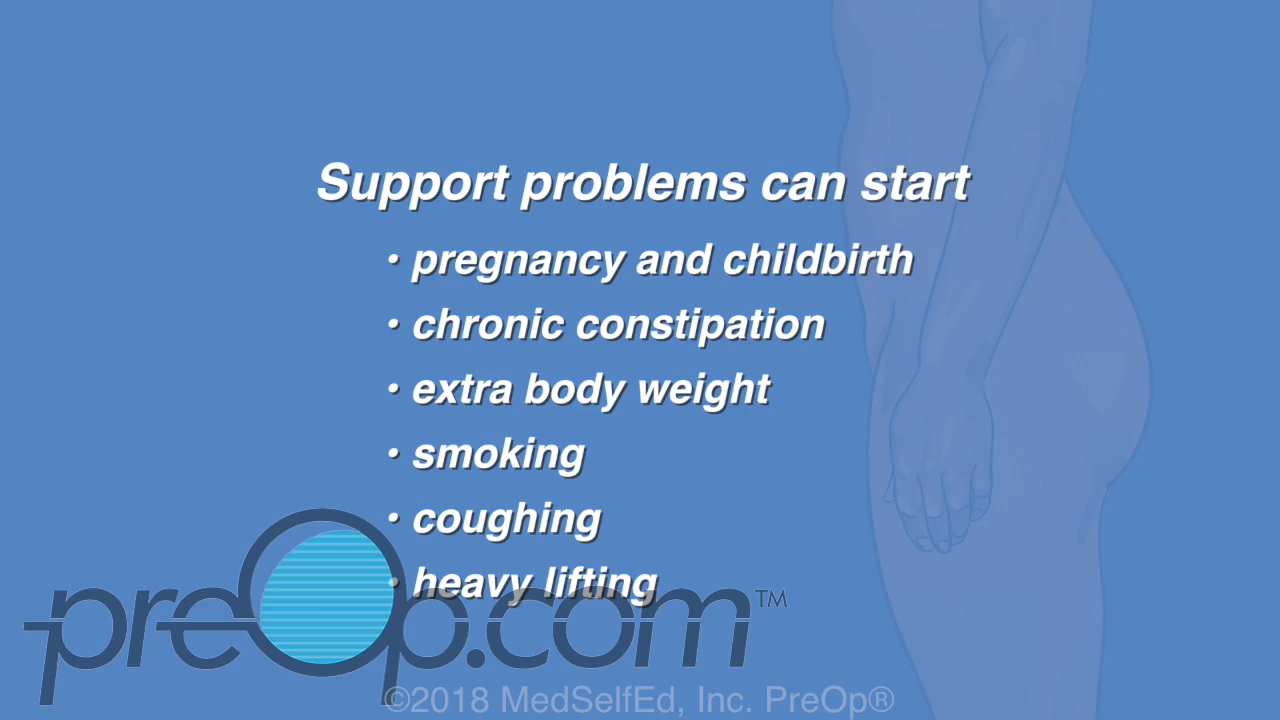 Support problems can start
• pregnancy and childbirth
• chronic constipation
• extra body weight
• smoking
• coughing
• heavy lifting
preOp.com™
©2018 MedSelfEd, Inc. PreOp®